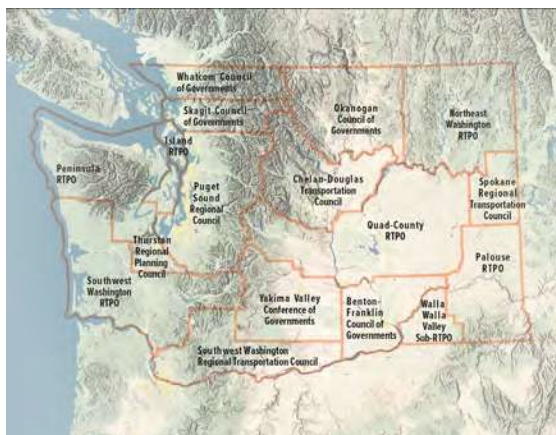 Whatcom Council
of Governments
Skagit Council
of Governments
Island
RTPO
Okanogan
Council of
Governments
Northeast
Washington
RTPO
Peninsula
RTPO
Puget
Sound
Regional
Council
Chelan-Douglas
Transportation
Council
Spokane
Regional
Transportation
Council
Quad-County
RTPO
Thurston
Regional
Planning
Council
Palouse
RTPO
Southwest
Washington
RTPO
Yakima Valley
Conference of
Governments
Benton-
Franklin
Council of
Governments
Walla
Walla
Valley
Sub-RTPO
Southwest Washington
Regional Transportation Council